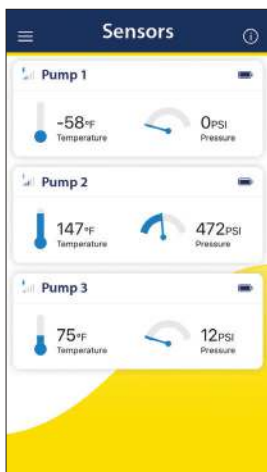 Sensors
Pump 1
-58°F
Temperature
0PSI
Pressure
Pump 2
147°F
Temperature
472PSI
Pressure
Pump 3
75°F
Temperature
12PSI
Pressure